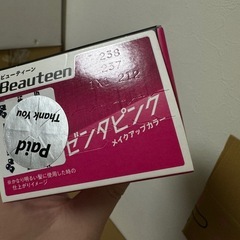 ビューティーン
Beauteen
Thank You
Paid
ゼンタピンク
メイクアップカラー
※かなり明るい髪に使用した時の
仕上がりイメージ